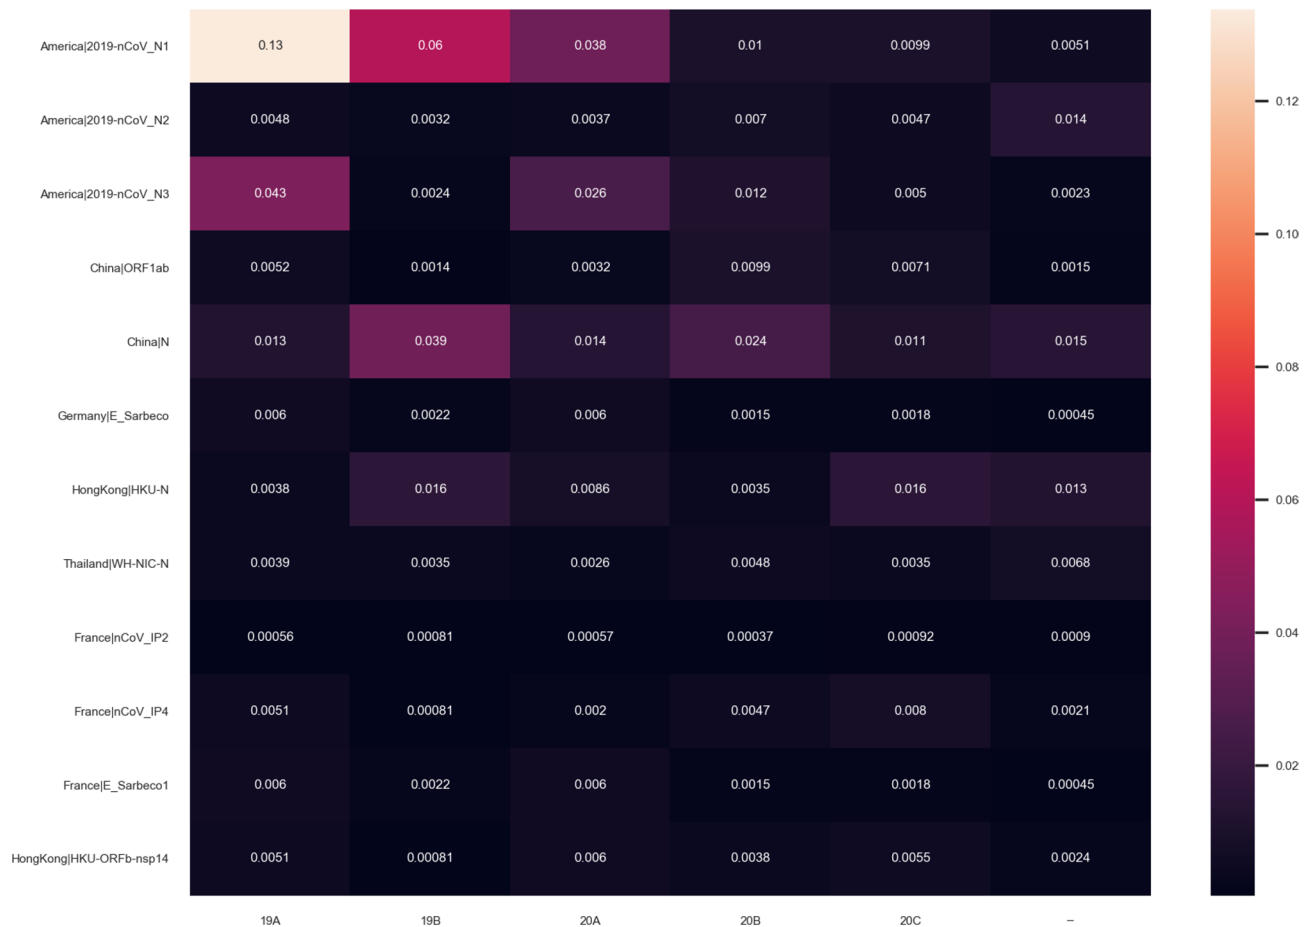 America|2019-nCoV_N1 0.13 0.06 0.038 0.01 0.0099 0.0051
0.12
America|2019-nCoV_N2 0.0048 0.0032 0.0037 0.007 0.0047 0.014
America|2019-nCoV_N3 0.043 0.0024 0.026 0.012 0.005 0.0023
0.10
China|ORF1ab 0.0052 0.0014 0.0032 0.0099 0.0071 0.0015
China|N 0.013 0.039 0.014 0.024 0.011 0.015
0.08
Germany|E_Sarbeco 0.006 0.0022 0.006 0.0015 0.0018 0.00045
HongKong|HKU-N 0.0038 0.016 0.0086 0.0035 0.016 0.013
0.06
Thailand|WH-NIC-N 0.0039 0.0035 0.0026 0.0048 0.0035 0.0068
France|nCoV_IP2 0.00056 0.00081 0.00057 0.00037 0.00092 0.0009
0.04
France|nCoV_IP4 0.0051 0.00081 0.002 0.0047 0.008 0.0021
France|E_Sarbeco1 0.006 0.0022 0.006 0.0015 0.0018 0.00045
0.02
HongKong|HKU-ORFb-nsp14 0.0051 0.00081 0.006 0.0038 0.0055 0.0024
19A 19B 20A 20B 20C –